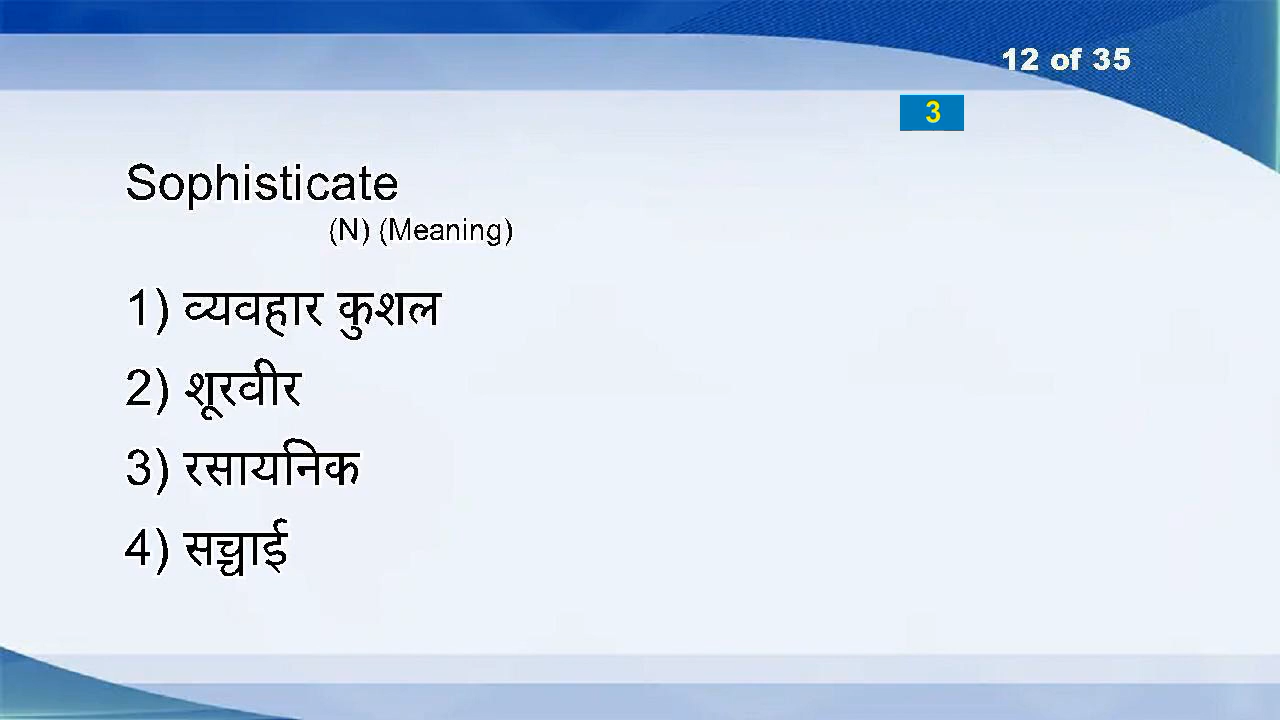 12 of 35
3
Sophisticate
(N) (Meaning)
1) व्यवहार कुशल
2) शूरवीर
3) रसायनिक
4) सच्चाई